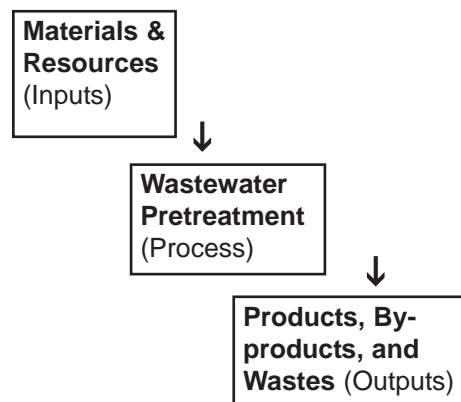 Materials &
Resources
(Inputs)
Wastewater
Pretreatment
(Process)
Products, By-
products, and
Wastes (Outputs)